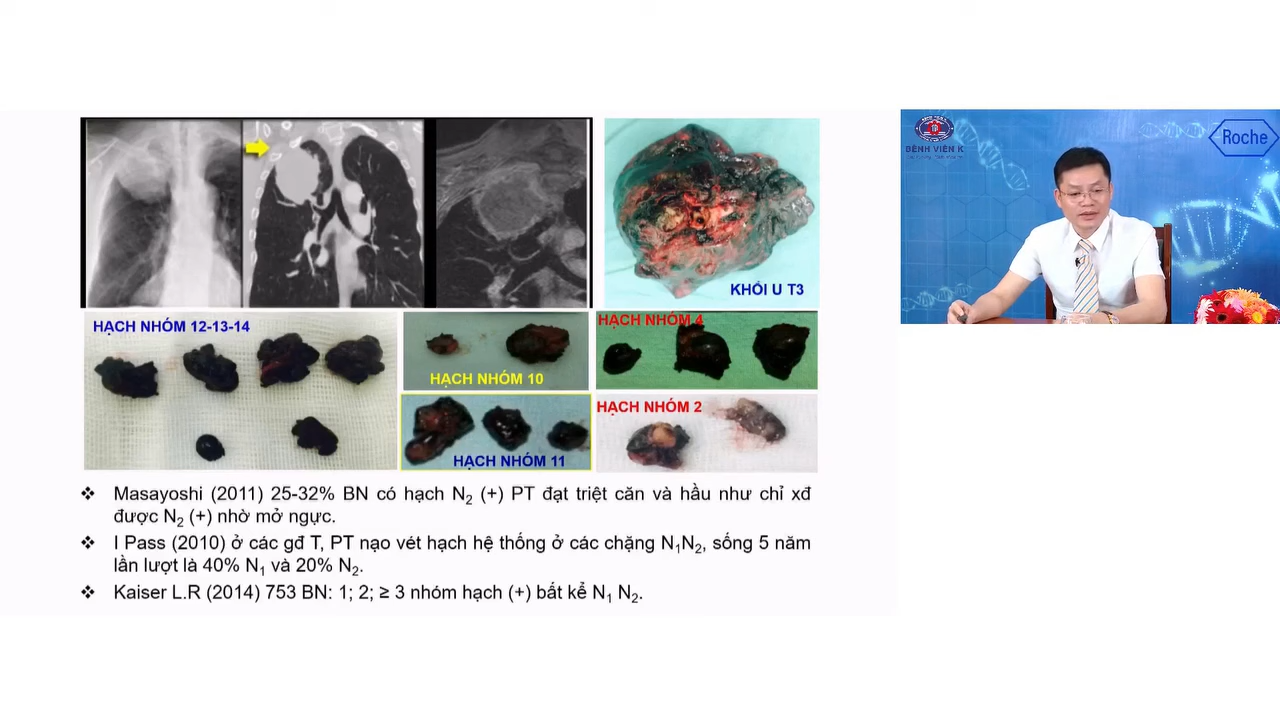 BỆNH VIỆN K
Roche
KHỐI U T3
HẠCH NHÓM 12-13-14
HẠCH NHÓM 10
HẠCH NHÓM 4
HẠCH NHÓM 11
HẠCH NHÓM 2
❖ Masayoshi (2011) 25-32% BN có hạch N₂ (+) PT đạt triệt căn và hầu như chỉ xđ
được N₂ (+) nhờ mở ngực.
❖ I Pass (2010) ở các gđ T, PT nạo vét hạch hệ thống ở các chặng N₁N₂, sống 5 năm
lần lượt là 40% N₁ và 20% N₂.
❖ Kaiser L.R (2014) 753 BN: 1; 2; ≥ 3 nhóm hạch (+) bất kể N₁ N₂.